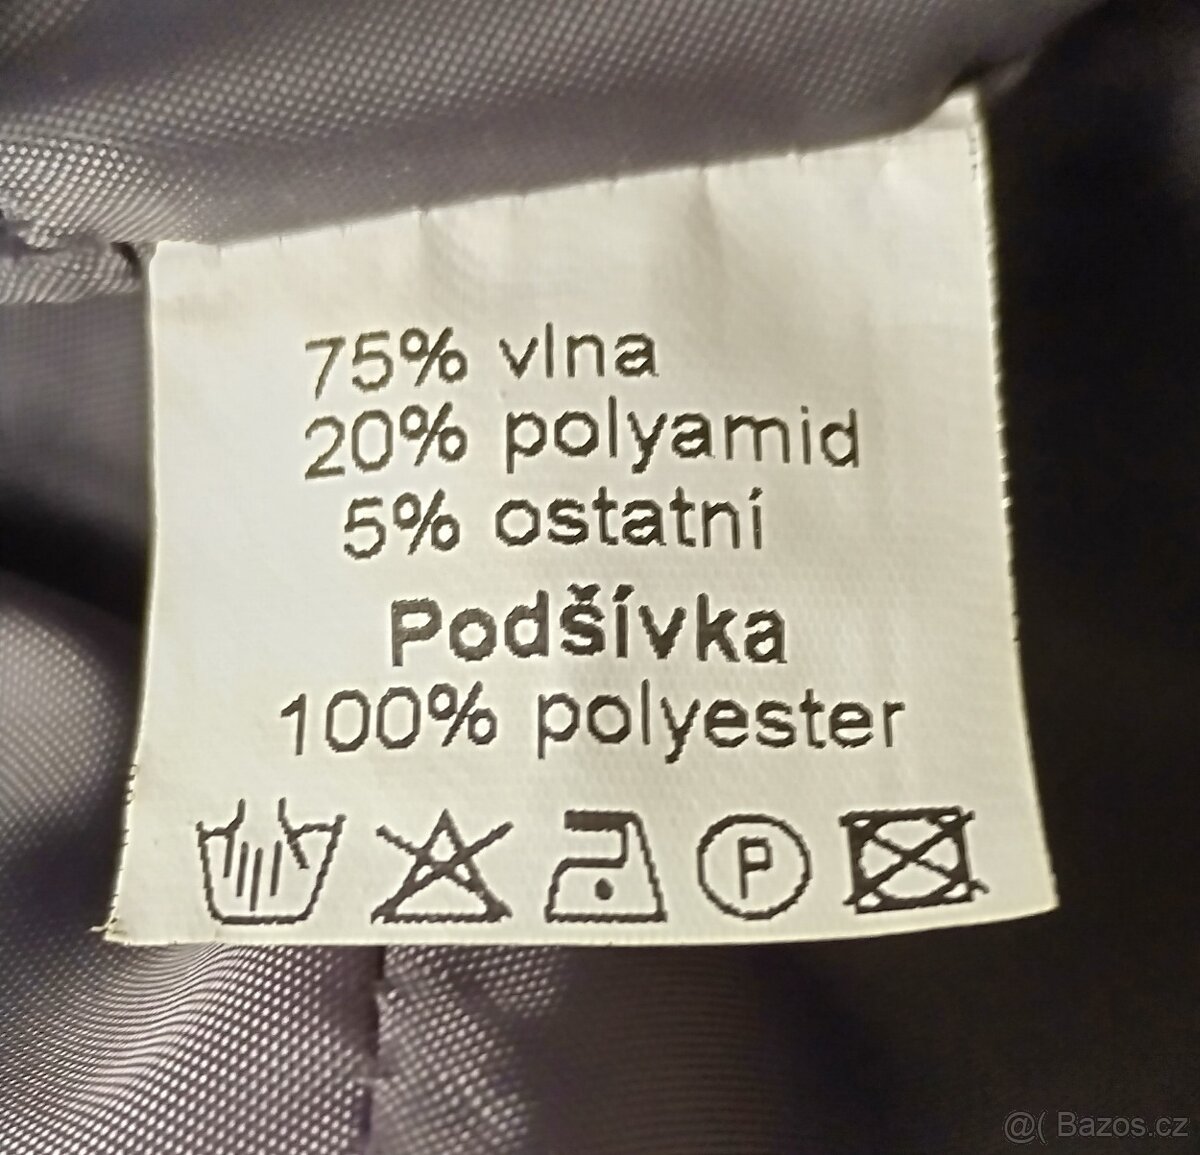 75% vlna
20% polyamid
5% ostatní
Podšívka
100% polyester
P
@( Bazos.cz